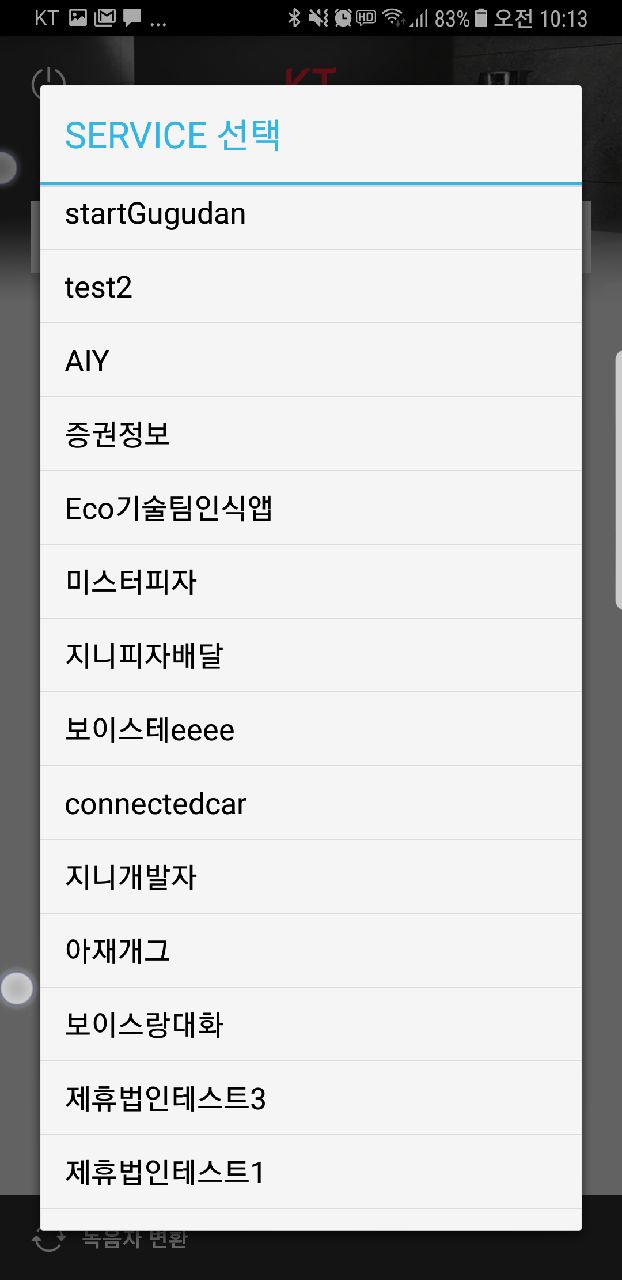 KT ... HD 83% 오전 10:13
KT
SERVICE 선택
startGugudan
test2
AIY
증권정보
Eco기술팀인식앱
미스터피자
지니피자배달
보이스테eeee
connectedcar
지니개발자
아재개그
보이스랑대화
제휴법인테스트3
제휴법인테스트1
녹음자 변환